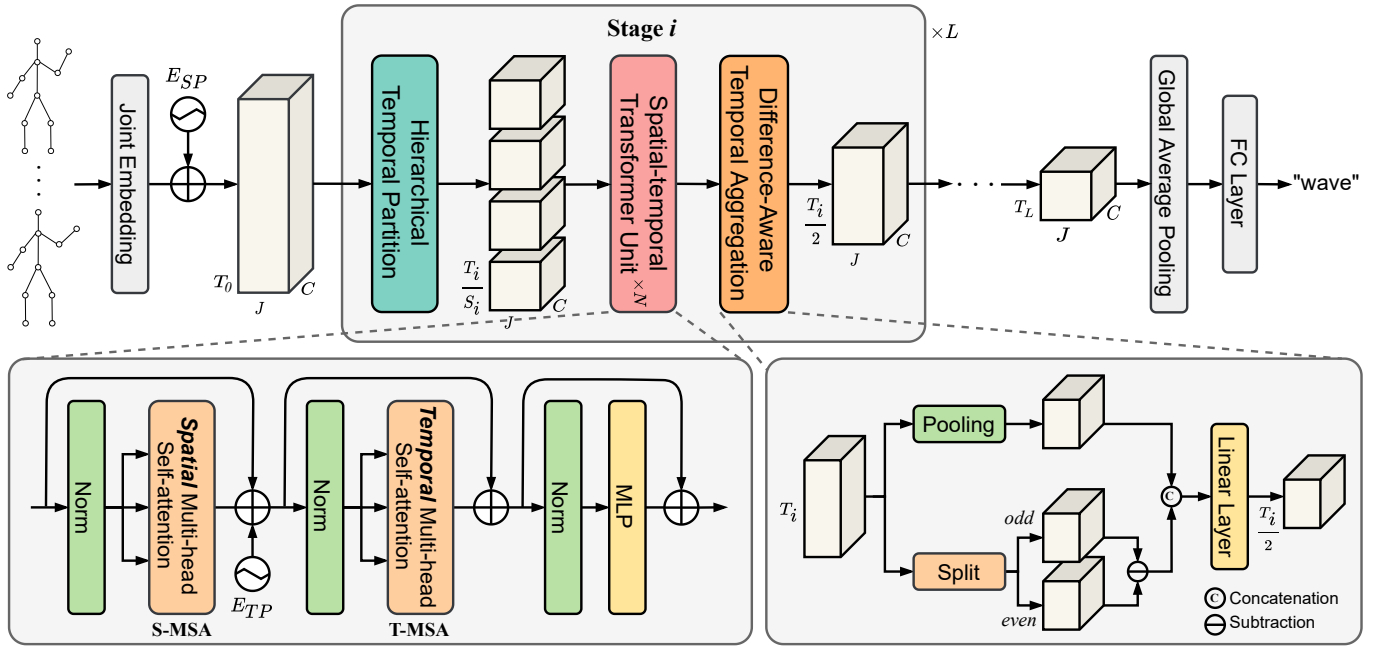 Stage i
×L
Joint Embedding
E_SP
T_0
J
C
Hierarchical
Temporal Partition
T_i
S_i
J
C
Spatial-temporal
Transformer Unit ×N
Difference-Aware
Temporal Aggregation
T_i
2
J
C
T_L
J
C
Global Average Pooling
FC Layer
"wave"
Norm
Spatial Multi-head
Self-attention
S-MSA
E_TP
Norm
Temporal Multi-head
Self-attention
T-MSA
Norm
MLP
T_i
Pooling
Split
odd
even
C
Linear Layer
T_i
2
C Concatenation
Subtraction